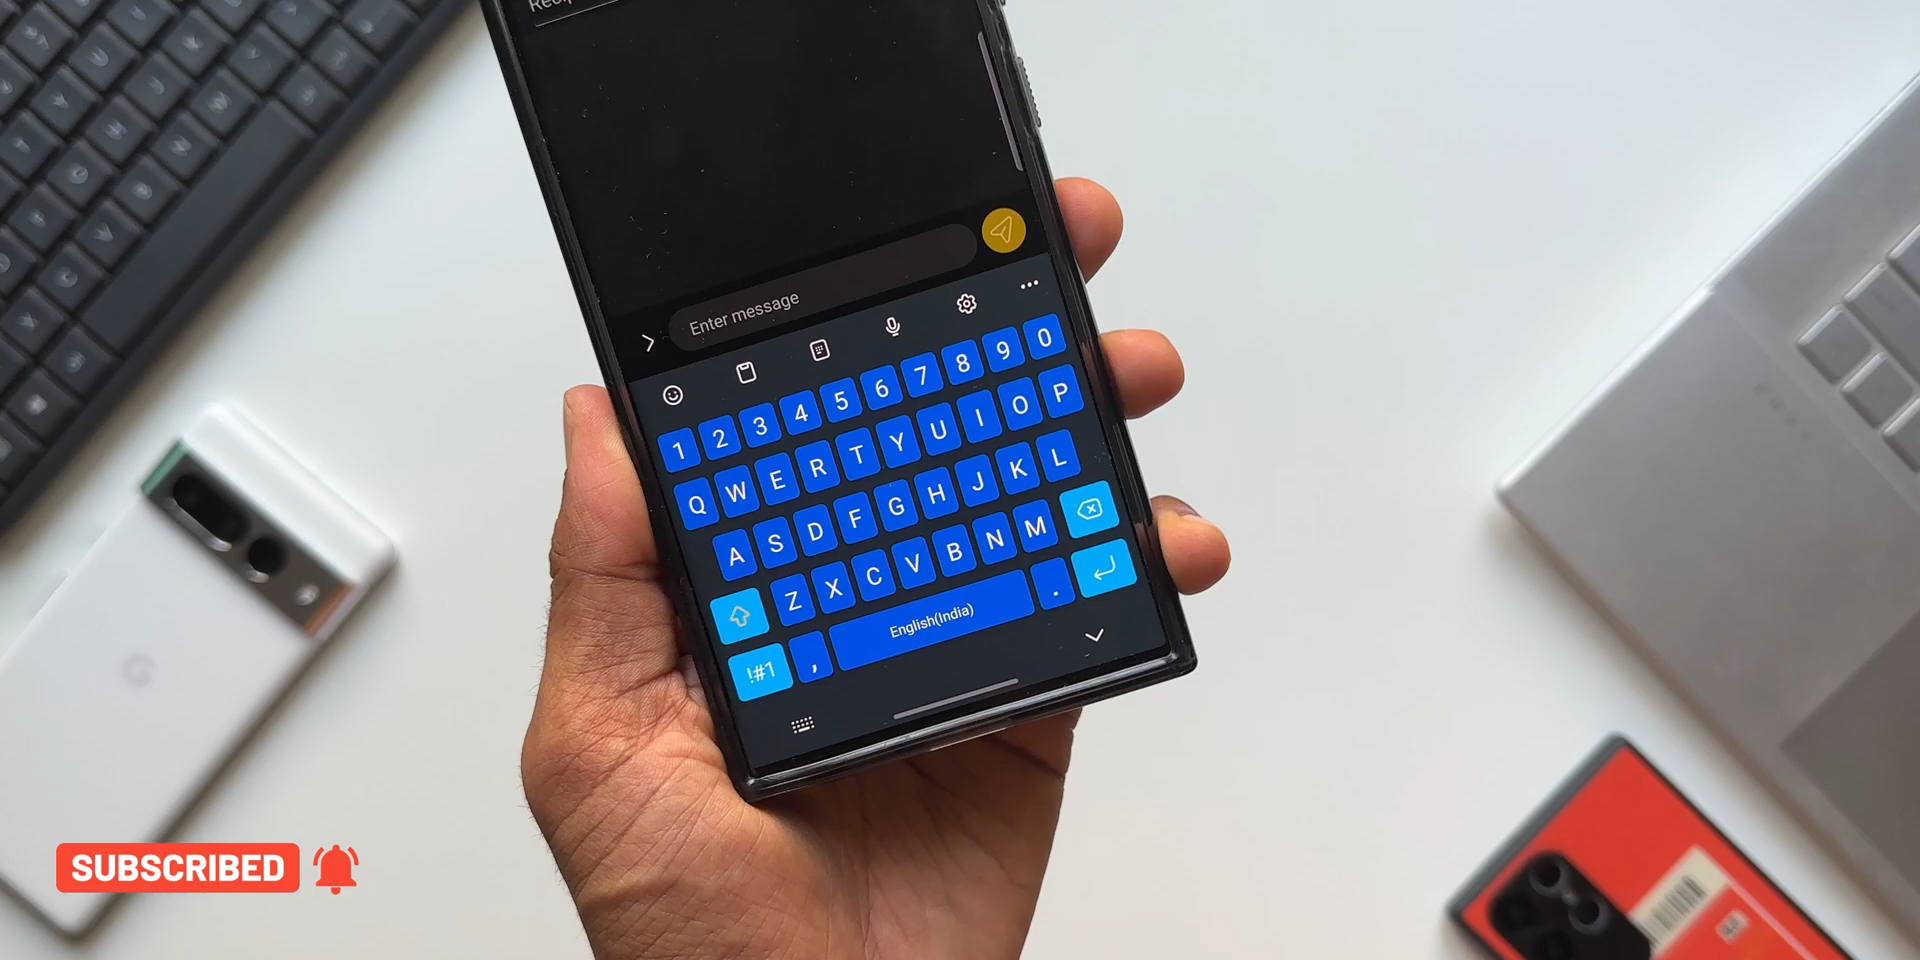 Enter message
1 2 3 4 5 6 7 8 9 0
Q W E R T Y U I O P
A S D F G H J K L
Z X C V B N M
!#1 , English(India) .
SUBSCRIBED